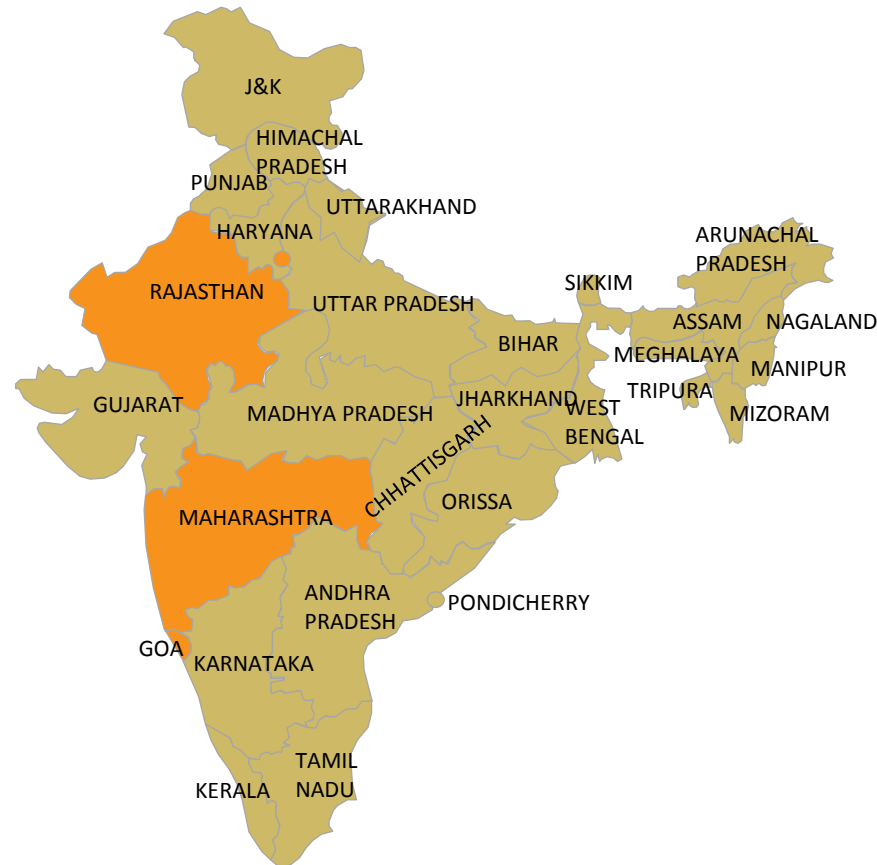 J&K
HIMACHAL
PRADESH
PUNJAB
UTTARAKHAND
HARYANA
ARUNACHAL
PRADESH
RAJASTHAN
SIKKIM
UTTAR PRADESH
ASSAM
NAGALAND
BIHAR
MEGHALAYA
MANIPUR
TRIPURA
JHARKHAND
GUJARAT
MADHYA PRADESH
WEST
BENGAL
MIZORAM
CHHATTISGARH
ORISSA
MAHARASHTRA
ANDHRA
PRADESH
PONDICHERRY
GOA
KARNATAKA
TAMIL
NADU
KERALA